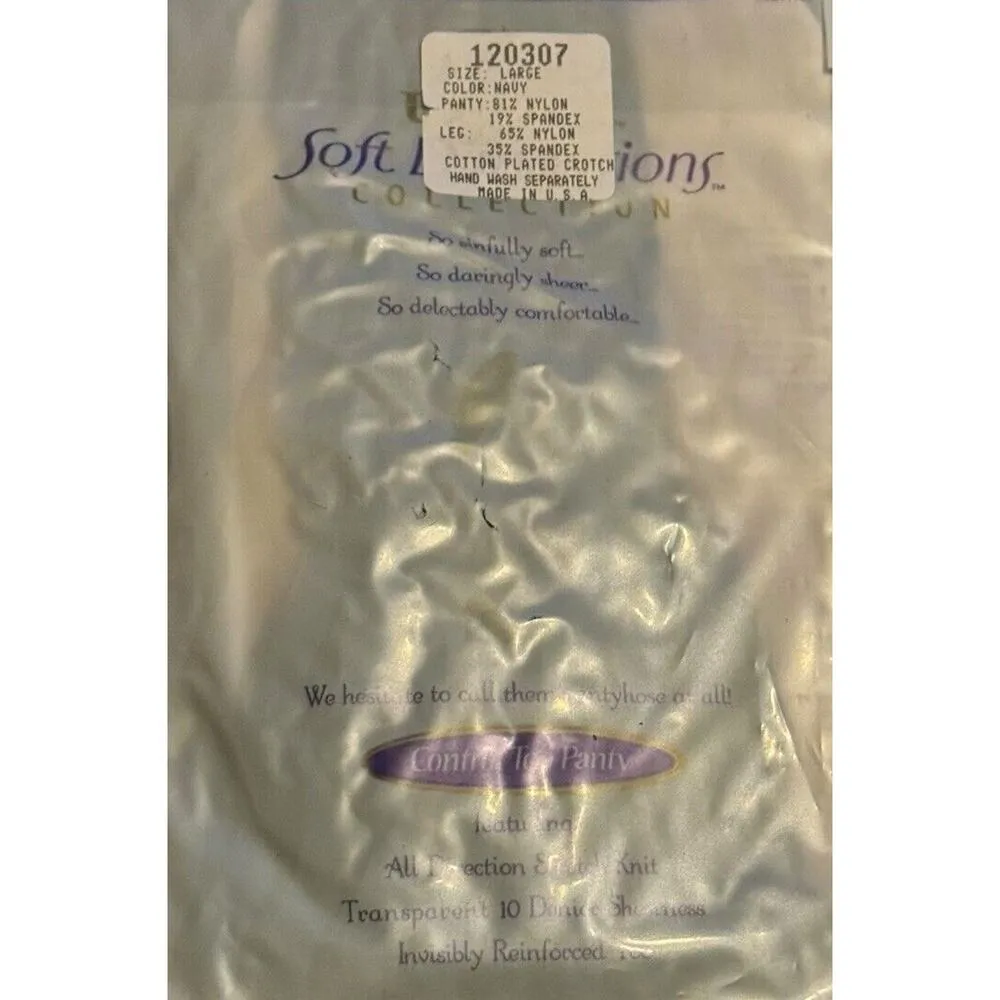 120307
SIZE: LARGE
COLOR:NAVY
PANTY:81% NYLON
19% SPANDEX
LEG: 65% NYLON
35% SPANDEX
COTTON PLATED CROTCH
HAND WASH SEPARATELY
MADE IN U.S.A.
Soft
COLLECTION
So sinfully soft...
So daringly sheer...
So delectably comfortable...
We hesitate to call them pantyhose at all!
Control Top Panty
featuring
All Direction Stretch Knit
Transparent 10 Denier Sheerness
Invisibly Reinforced